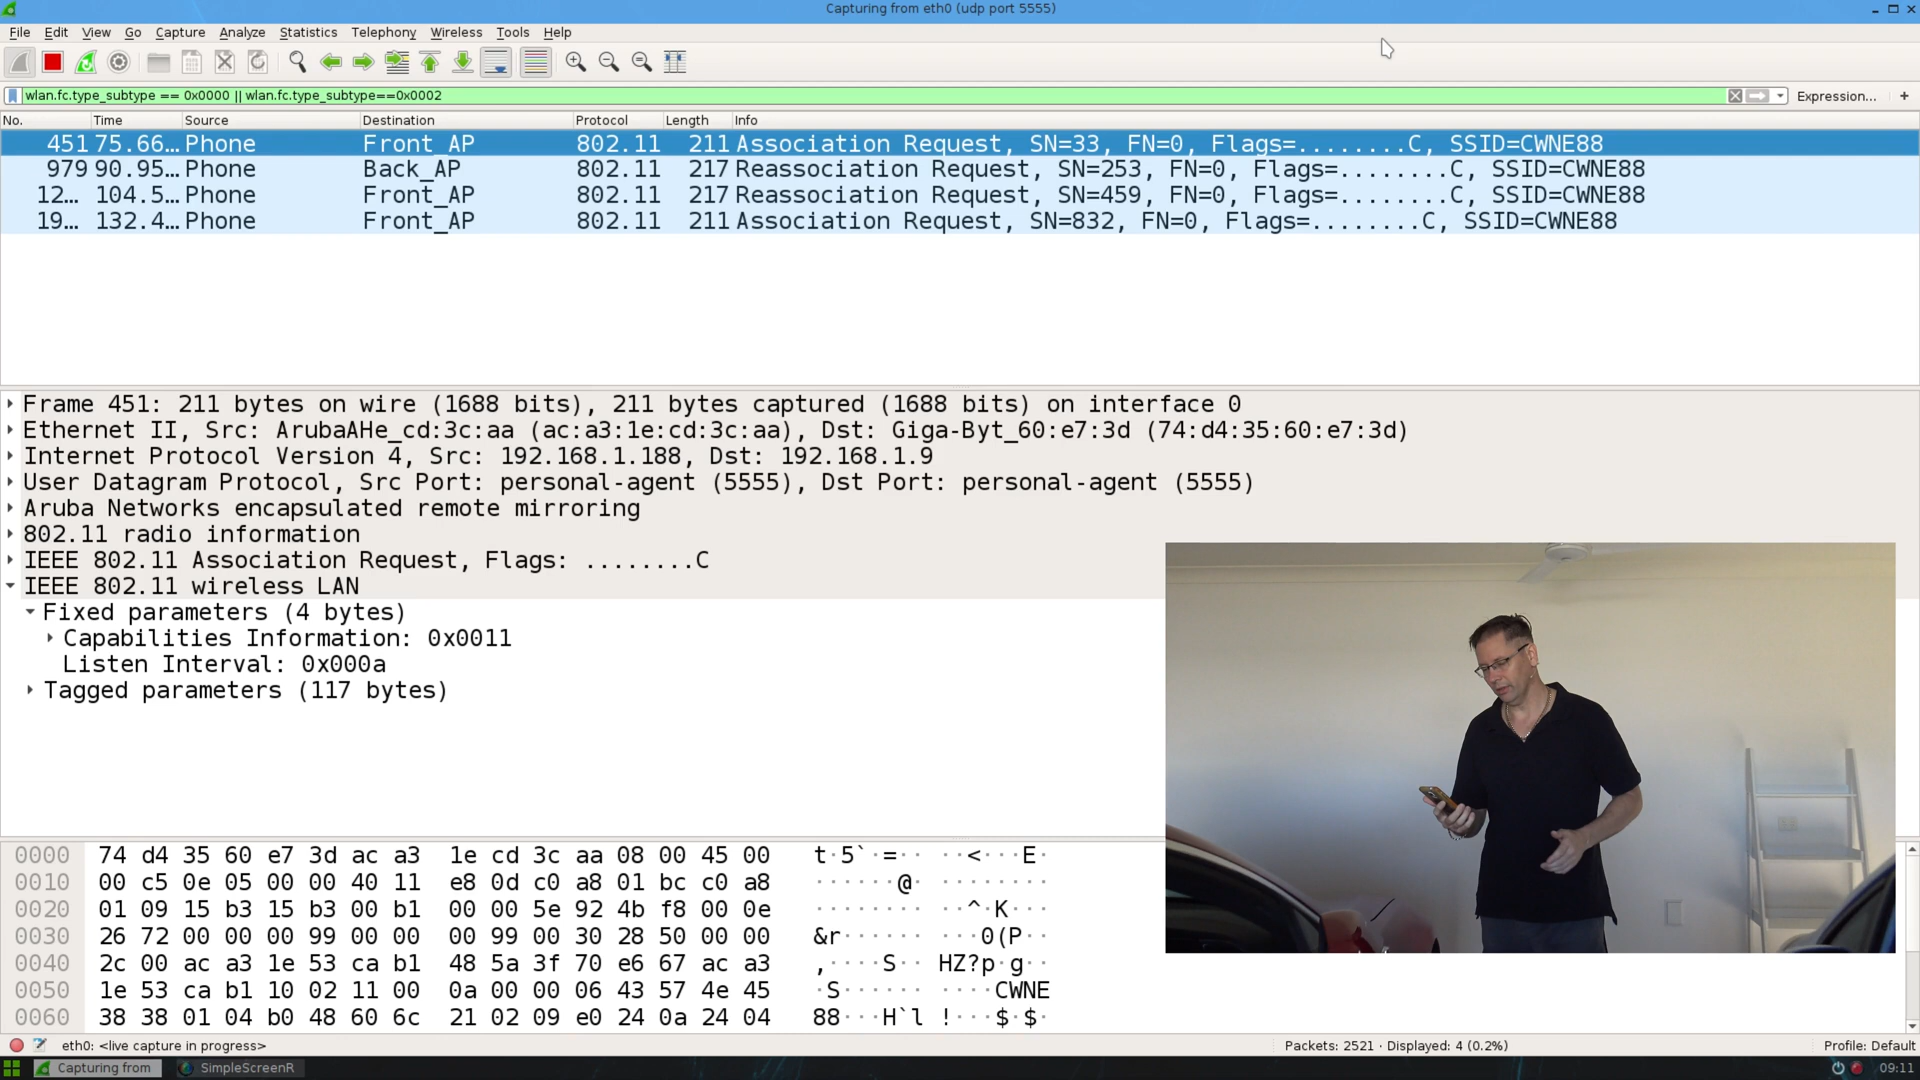 Capturing from eth0 (udp port 5555)
File Edit View Go Capture Analyze Statistics Telephony Wireless Tools Help
wlan.fc.type_subtype == 0x0000 || wlan.fc.type_subtype==0x0002
Expression... +
No. Time Source Destination Protocol Length Info
451 75.66… Phone Front_AP 802.11 211 Association Request, SN=33, FN=0, Flags=........C, SSID=CWNE88
979 90.95… Phone Back_AP 802.11 217 Reassociation Request, SN=253, FN=0, Flags=........C, SSID=CWNE88
12… 104.5… Phone Front_AP 802.11 217 Reassociation Request, SN=459, FN=0, Flags=........C, SSID=CWNE88
19… 132.4… Phone Front_AP 802.11 211 Association Request, SN=832, FN=0, Flags=........C, SSID=CWNE88
Frame 451: 211 bytes on wire (1688 bits), 211 bytes captured (1688 bits) on interface 0
Ethernet II, Src: ArubaAHe_cd:3c:aa (ac:a3:1e:cd:3c:aa), Dst: Giga-Byt_60:e7:3d (74:d4:35:60:e7:3d)
Internet Protocol Version 4, Src: 192.168.1.188, Dst: 192.168.1.9
User Datagram Protocol, Src Port: personal-agent (5555), Dst Port: personal-agent (5555)
Aruba Networks encapsulated remote mirroring
802.11 radio information
IEEE 802.11 Association Request, Flags: ........C
IEEE 802.11 wireless LAN
Fixed parameters (4 bytes)
Capabilities Information: 0x0011
Listen Interval: 0x000a
Tagged parameters (117 bytes)
0000 74 d4 35 60 e7 3d ac a3 1e cd 3c aa 08 00 45 00 t·5`·=·· ··<···E·
0010 00 c5 0e 05 00 00 40 11 e8 0d c0 a8 01 bc c0 a8 ······@· ········
0020 01 09 15 b3 15 b3 00 b1 00 00 5e 92 4b f8 00 0e ········ ··^·K···
0030 26 72 00 00 00 99 00 00 00 99 00 30 28 50 00 00 &r······ ···0(P··
0040 2c 00 ac a3 1e 53 ca b1 48 5a 3f 70 e6 67 ac a3 ,····S·· HZ?p·g··
0050 1e 53 ca b1 10 02 11 00 0a 00 00 06 43 57 4e 45 ·S······ ····CWNE
0060 38 38 01 04 b0 48 60 6c 21 02 09 e0 24 0a 24 04 88···H`l !···$·$·
eth0: <live capture in progress> Packets: 2521 · Displayed: 4 (0.2%) Profile: Default
Capturing from SimpleScreenR 09:11